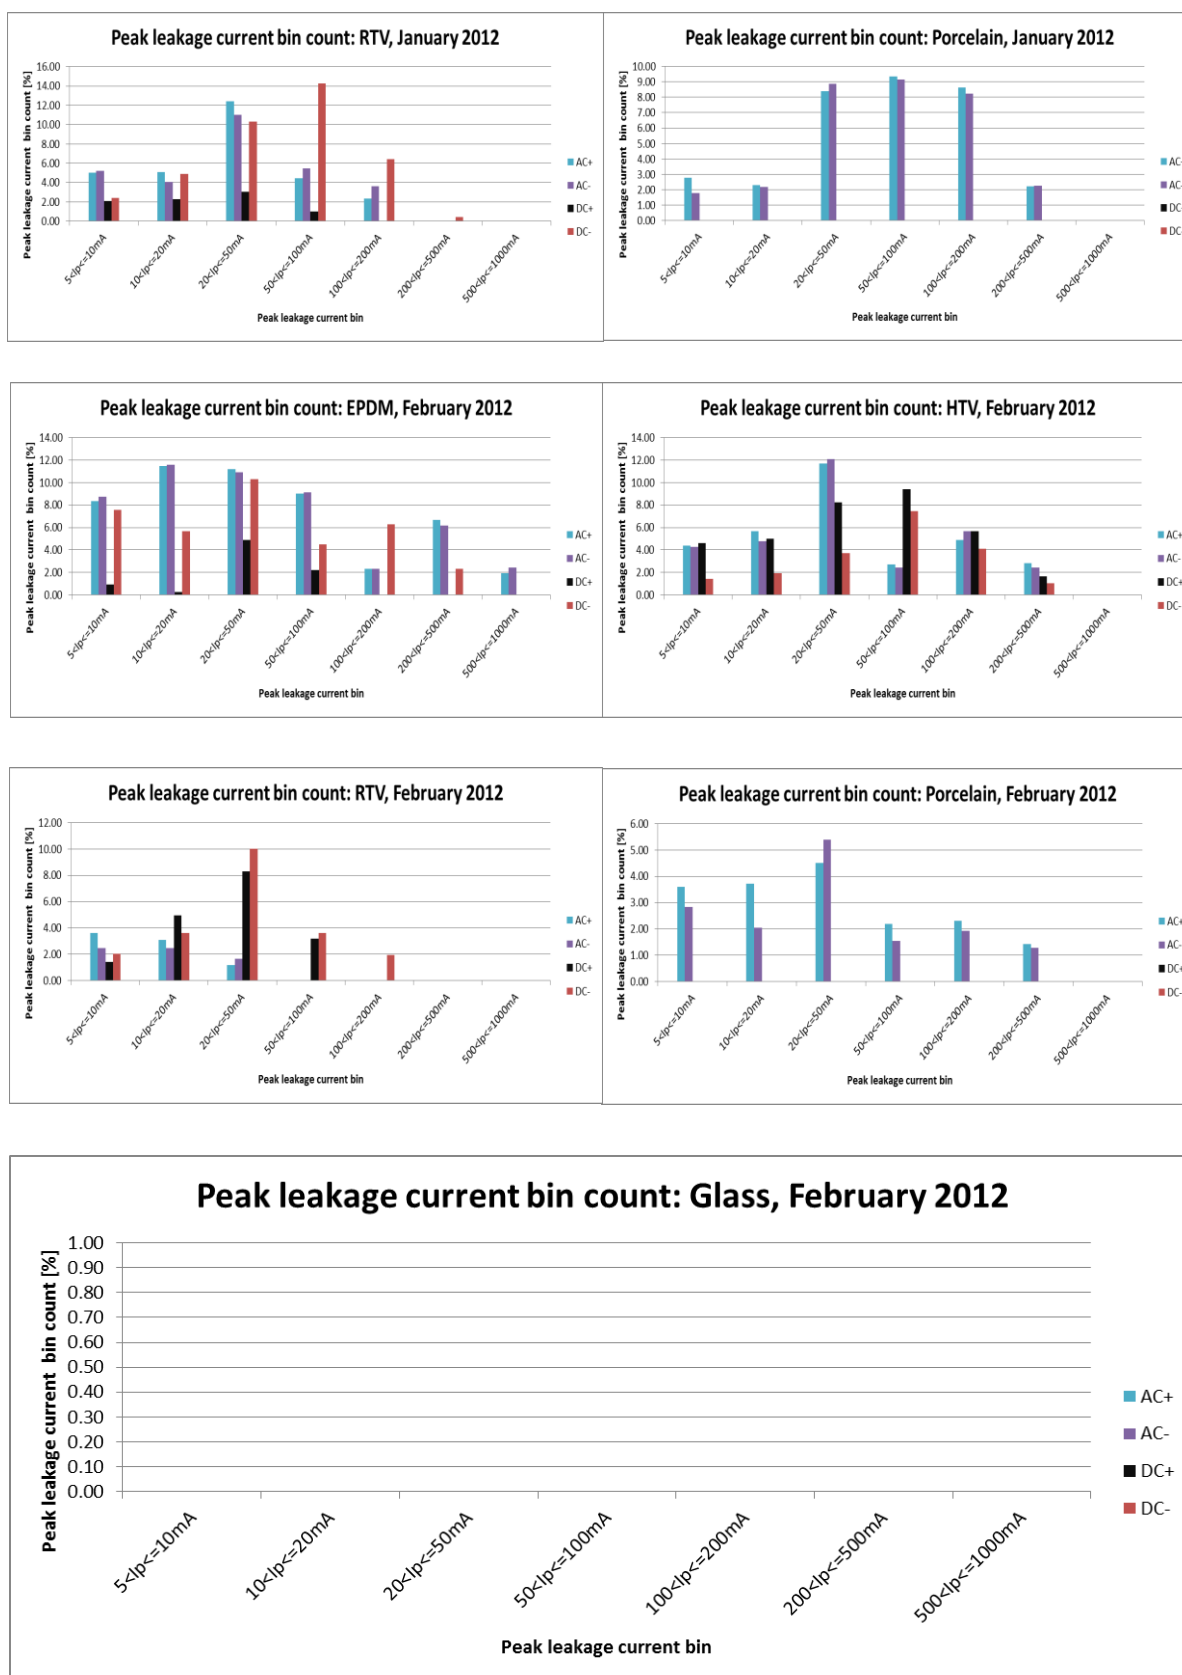 Peak leakage current bin count: RTV, January 2012
Peak leakage current bin count [%]
16.00
14.00
12.00
10.00
8.00
6.00
4.00
2.00
0.00
5<Ip<=10mA
10<Ip<=20mA
20<Ip<=50mA
50<Ip<=100mA
100<Ip<=200mA
200<Ip<=500mA
500<Ip<=1000mA
Peak leakage current bin
AC+
AC-
DC+
DC-
Peak leakage current bin count: Porcelain, January 2012
Peak leakage current bin count [%]
10.00
9.00
8.00
7.00
6.00
5.00
4.00
3.00
2.00
1.00
0.00
5<Ip<=10mA
10<Ip<=20mA
20<Ip<=50mA
50<Ip<=100mA
100<Ip<=200mA
200<Ip<=500mA
500<Ip<=1000mA
Peak leakage current bin
AC+
AC-
DC+
DC-
Peak leakage current bin count: EPDM, February 2012
Peak leakage current bin count [%]
14.00
12.00
10.00
8.00
6.00
4.00
2.00
0.00
5<Ip<=10mA
10<Ip<=20mA
20<Ip<=50mA
50<Ip<=100mA
100<Ip<=200mA
200<Ip<=500mA
500<Ip<=1000mA
Peak leakage current bin
AC+
AC-
DC+
DC-
Peak leakage current bin count: HTV, February 2012
Peak leakage current bin count [%]
14.00
12.00
10.00
8.00
6.00
4.00
2.00
0.00
5<Ip<=10mA
10<Ip<=20mA
20<Ip<=50mA
50<Ip<=100mA
100<Ip<=200mA
200<Ip<=500mA
500<Ip<=1000mA
Peak leakage current bin
AC+
AC-
DC+
DC-
Peak leakage current bin count: RTV, February 2012
Peak leakage current bin count [%]
12.00
10.00
8.00
6.00
4.00
2.00
0.00
5<Ip<=10mA
10<Ip<=20mA
20<Ip<=50mA
50<Ip<=100mA
100<Ip<=200mA
200<Ip<=500mA
500<Ip<=1000mA
Peak leakage current bin
AC+
AC-
DC+
DC-
Peak leakage current bin count: Porcelain, February 2012
Peak leakage current bin count [%]
6.00
5.00
4.00
3.00
2.00
1.00
0.00
5<Ip<=10mA
10<Ip<=20mA
20<Ip<=50mA
50<Ip<=100mA
100<Ip<=200mA
200<Ip<=500mA
500<Ip<=1000mA
Peak leakage current bin
AC+
AC-
DC+
DC-
Peak leakage current bin count: Glass, February 2012
Peak leakage current bin count [%]
1.00
0.90
0.80
0.70
0.60
0.50
0.40
0.30
0.20
0.10
0.00
5<Ip<=10mA
10<Ip<=20mA
20<Ip<=50mA
50<Ip<=100mA
100<Ip<=200mA
200<Ip<=500mA
500<Ip<=1000mA
Peak leakage current bin
AC+
AC-
DC+
DC-